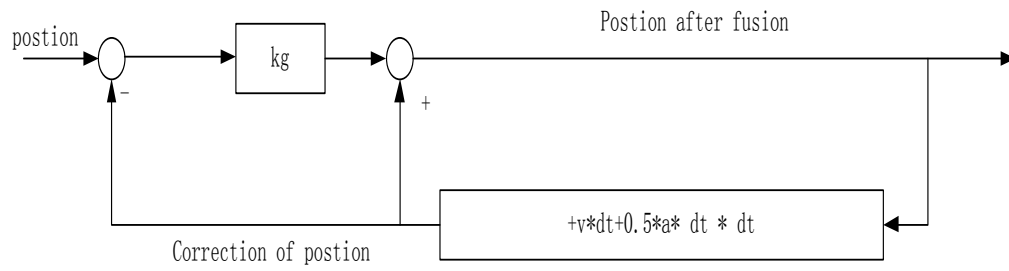 Postion after fusion
postion
kg
-
+
+v*dt+0.5*a* dt * dt
Correction of postion